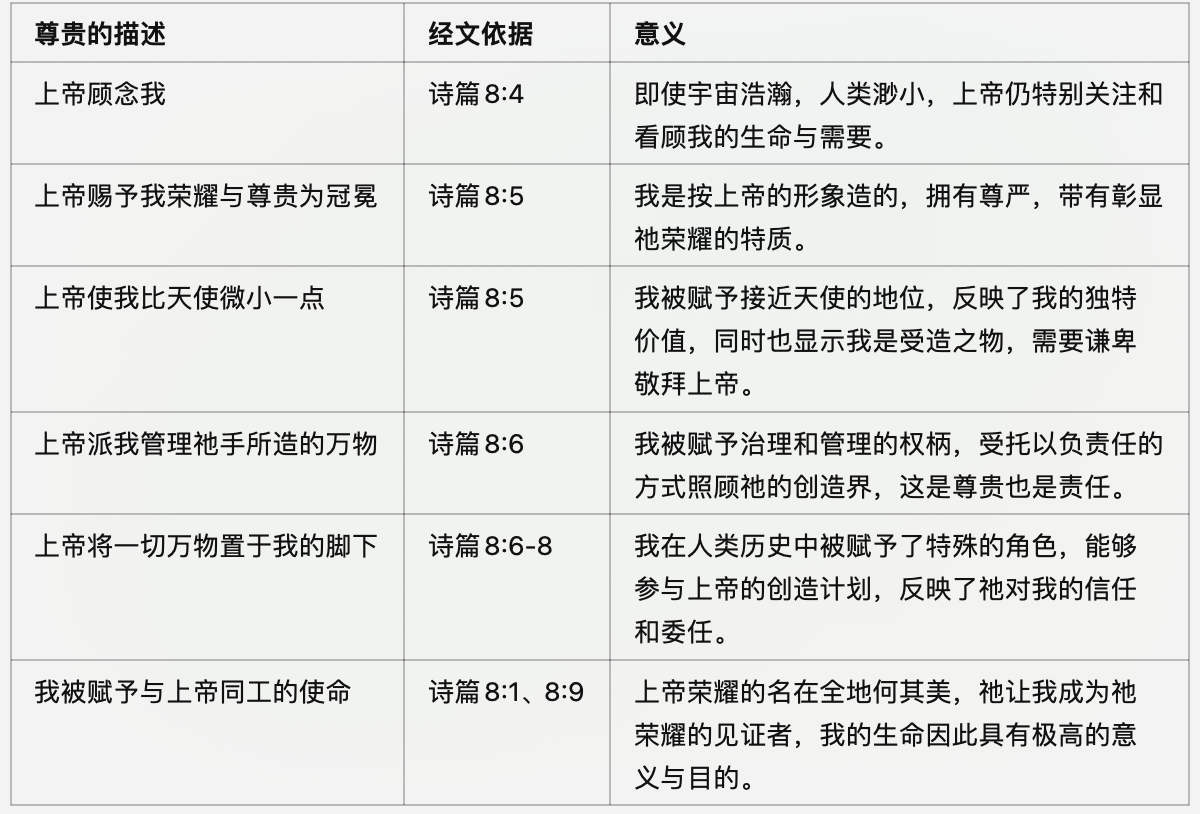 尊贵的描述 经文依据 意义
上帝顾念我 诗篇 8:4 即使宇宙浩瀚，人类渺小，上帝仍特别关注和
看顾我的生命与需要。
上帝赐予我荣耀与尊贵为冠冕 诗篇 8:5 我是按上帝的形象造的，拥有尊严，带有彰显
祂荣耀的特质。
上帝使我比天使微小一点 诗篇 8:5 我被赋予接近天使的地位，反映了我的独特
价值，同时也显示我是受造之物，需要谦卑
敬拜上帝。
上帝派我管理祂手所造的万物 诗篇 8:6 我被赋予治理和管理的权柄，受托以负责任的
方式照顾祂的创造界，这是尊贵也是责任。
上帝将一切万物置于我的脚下 诗篇 8:6-8 我在人类历史中被赋予了特殊的角色，能够
参与上帝的创造计划，反映了祂对我的信任
和委任。
我被赋予与上帝同工的使命 诗篇 8:1、8:9 上帝荣耀的名在全地何其美，祂让我成为祂
荣耀的见证者，我的生命因此具有极高的意
义与目的。